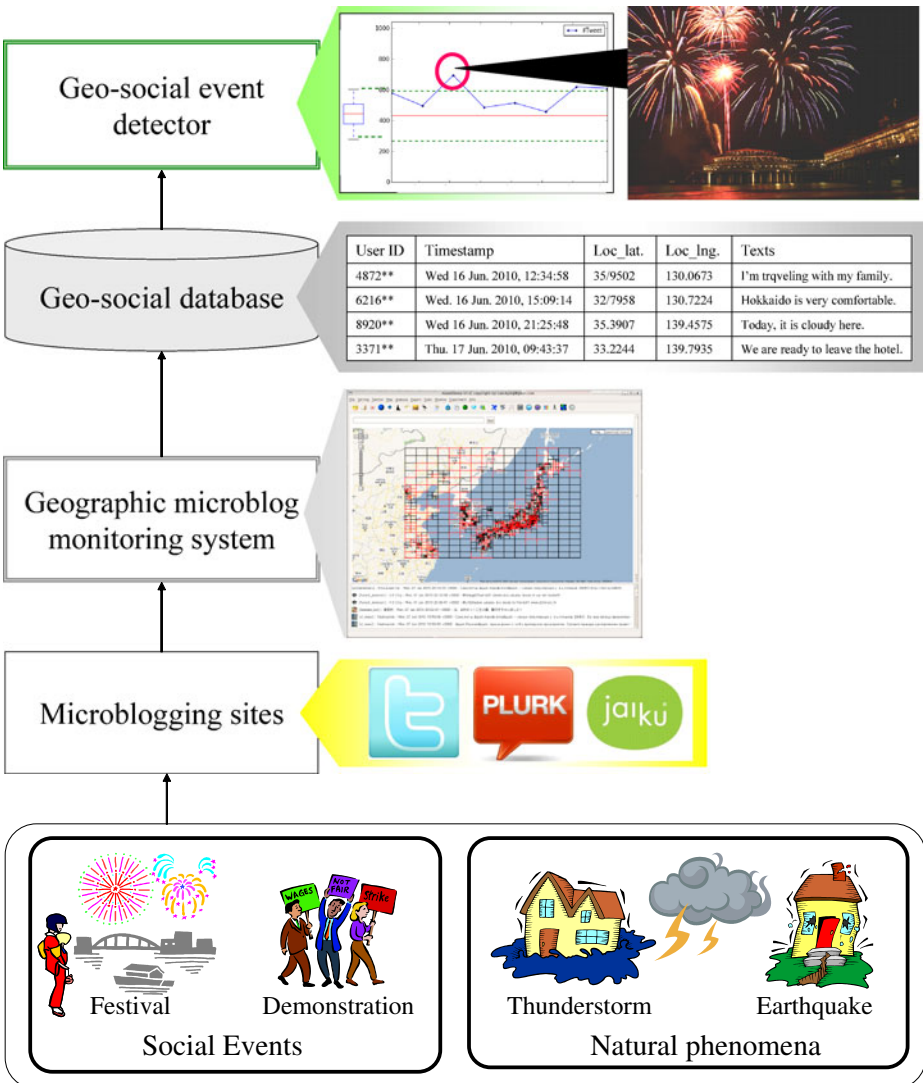 Geo-social event
detector
#Tweet
1000
800
600
400
200
0
Geo-social database
User ID Timestamp Loc_lat. Loc_lng. Texts
4872** Wed 16 Jun. 2010, 12:34:58 35/9502 130.0673 I'm trqveling with my family.
6216** Wed. 16 Jun. 2010, 15:09:14 32/7958 130.7224 Hokkaido is very comfortable.
8920** Wed 16 Jun. 2010, 21:25:48 35.3907 139.4575 Today, it is cloudy here.
3371** Thu. 17 Jun. 2010, 09:43:37 33.2244 139.7935 We are ready to leave the hotel.
Geographic microblog
monitoring system
Microblogging sites
t
PLURK
jaiku
WAGES
NOT
FAIR
Strike
Festival
Demonstration
Thunderstorm
Earthquake
Social Events
Natural phenomena